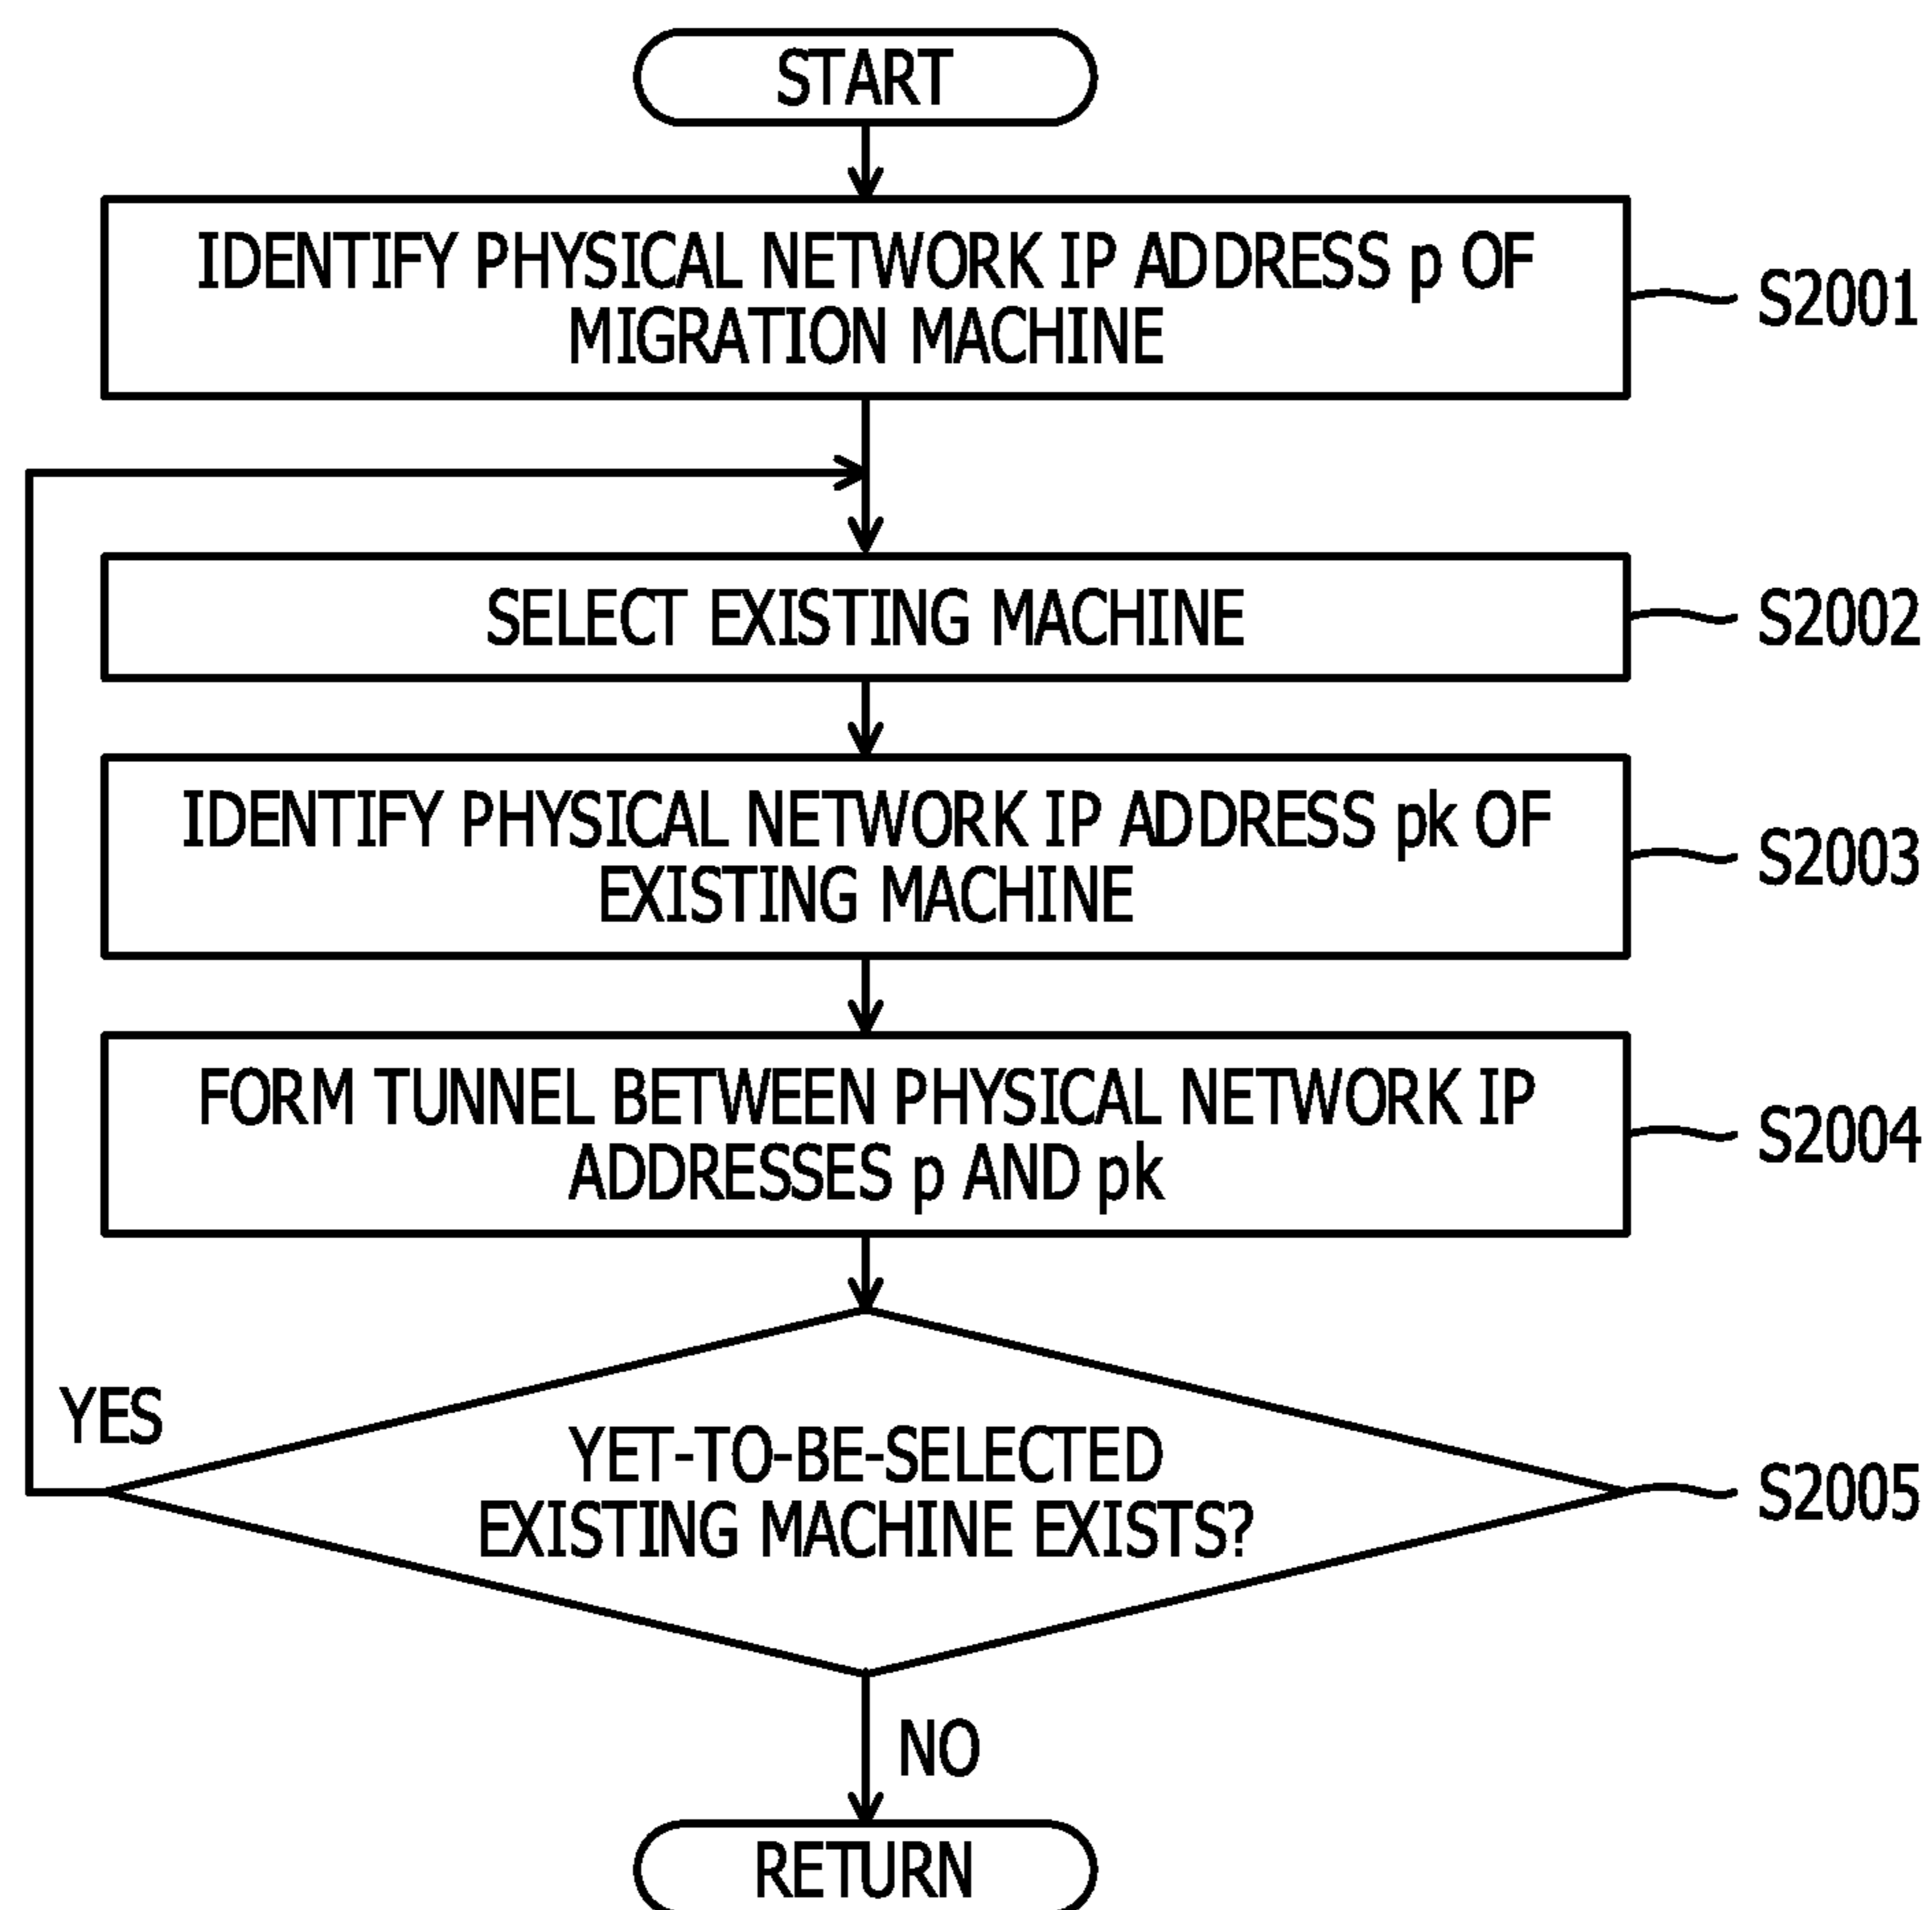 START
IDENTIFY PHYSICAL NETWORK IP ADDRESS p OF
MIGRATION MACHINE
S2001
SELECT EXISTING MACHINE
S2002
IDENTIFY PHYSICAL NETWORK IP ADDRESS pk OF
EXISTING MACHINE
S2003
FORM TUNNEL BETWEEN PHYSICAL NETWORK IP
ADDRESSES p AND pk
S2004
YES
YET-TO-BE-SELECTED
EXISTING MACHINE EXISTS?
S2005
NO
RETURN